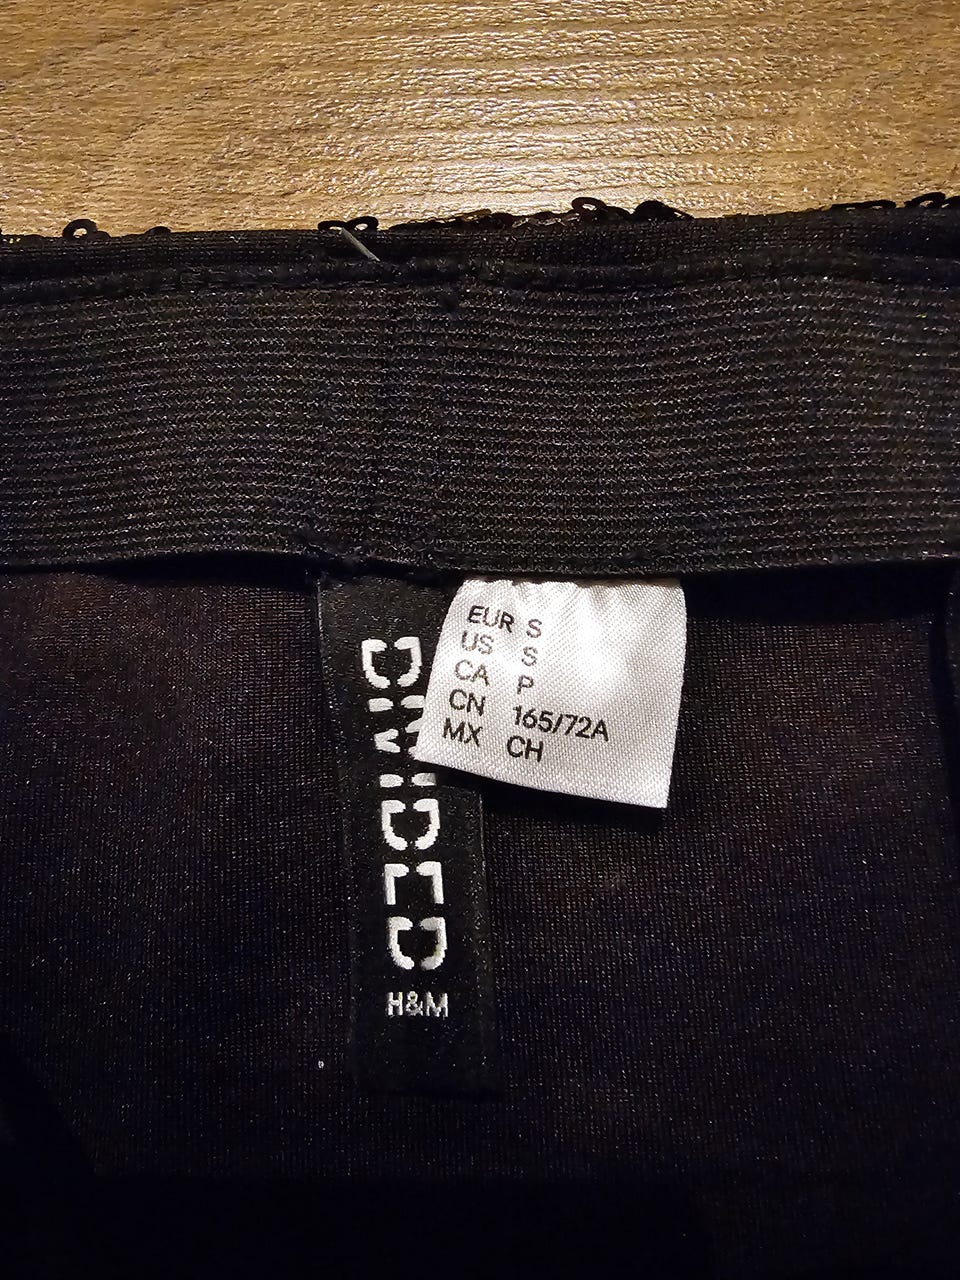 DIVIDED
H&M
EUR S
US S
CA P
CN 165/72A
MX CH